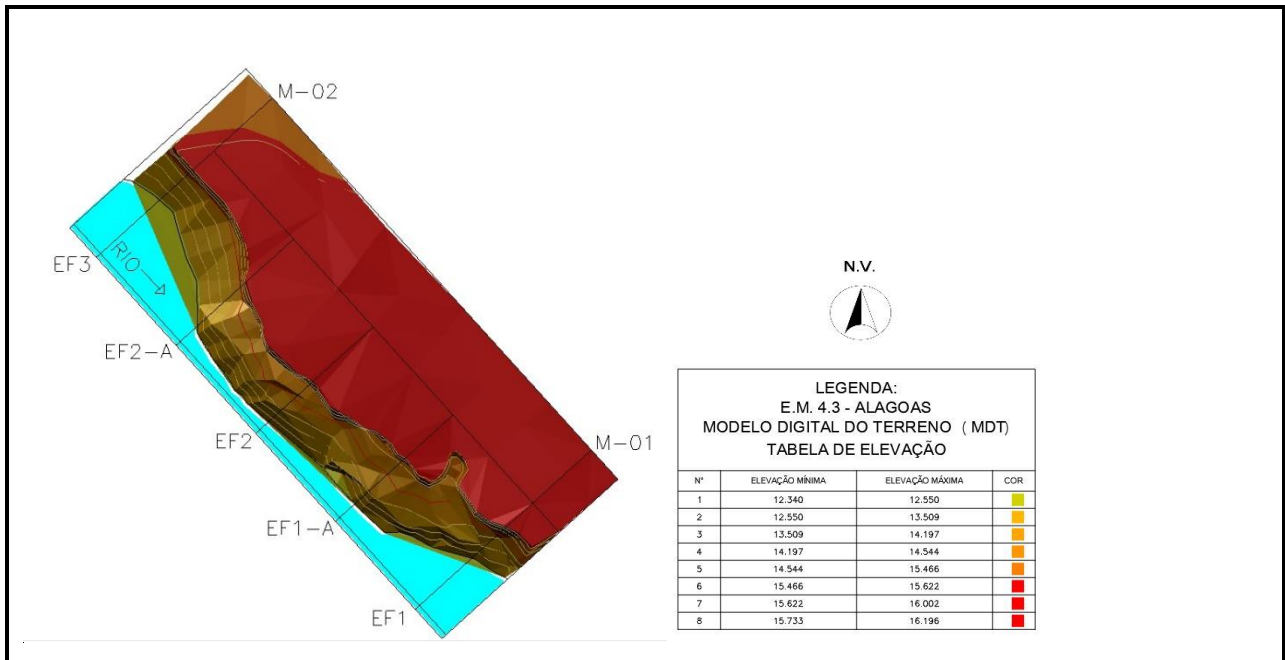 M-02
EF3
RIO
EF2-A
EF2
M-01
EF1-A
EF1
N.V.
LEGENDA:
E.M. 4.3 - ALAGOAS
MODELO DIGITAL DO TERRENO ( MDT)
TABELA DE ELEVAÇÃO
N° ELEVAÇÃO MÍNIMA ELEVAÇÃO MÁXIMA COR
1 12.340 12.550
2 12.550 13.509
3 13.509 14.197
4 14.197 14.544
5 14.544 15.466
6 15.466 15.622
7 15.622 16.002
8 15.733 16.196